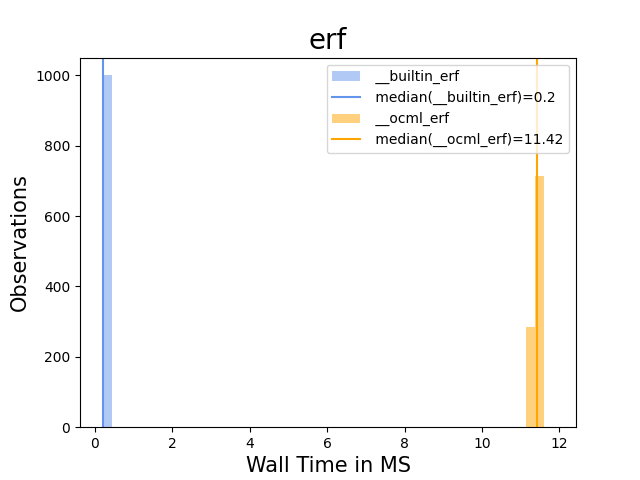 erf
1000
800
600
400
200
0
Observations
__builtin_erf
median(__builtin_erf)=0.2
__ocml_erf
median(__ocml_erf)=11.42
0 2 4 6 8 10 12
Wall Time in MS